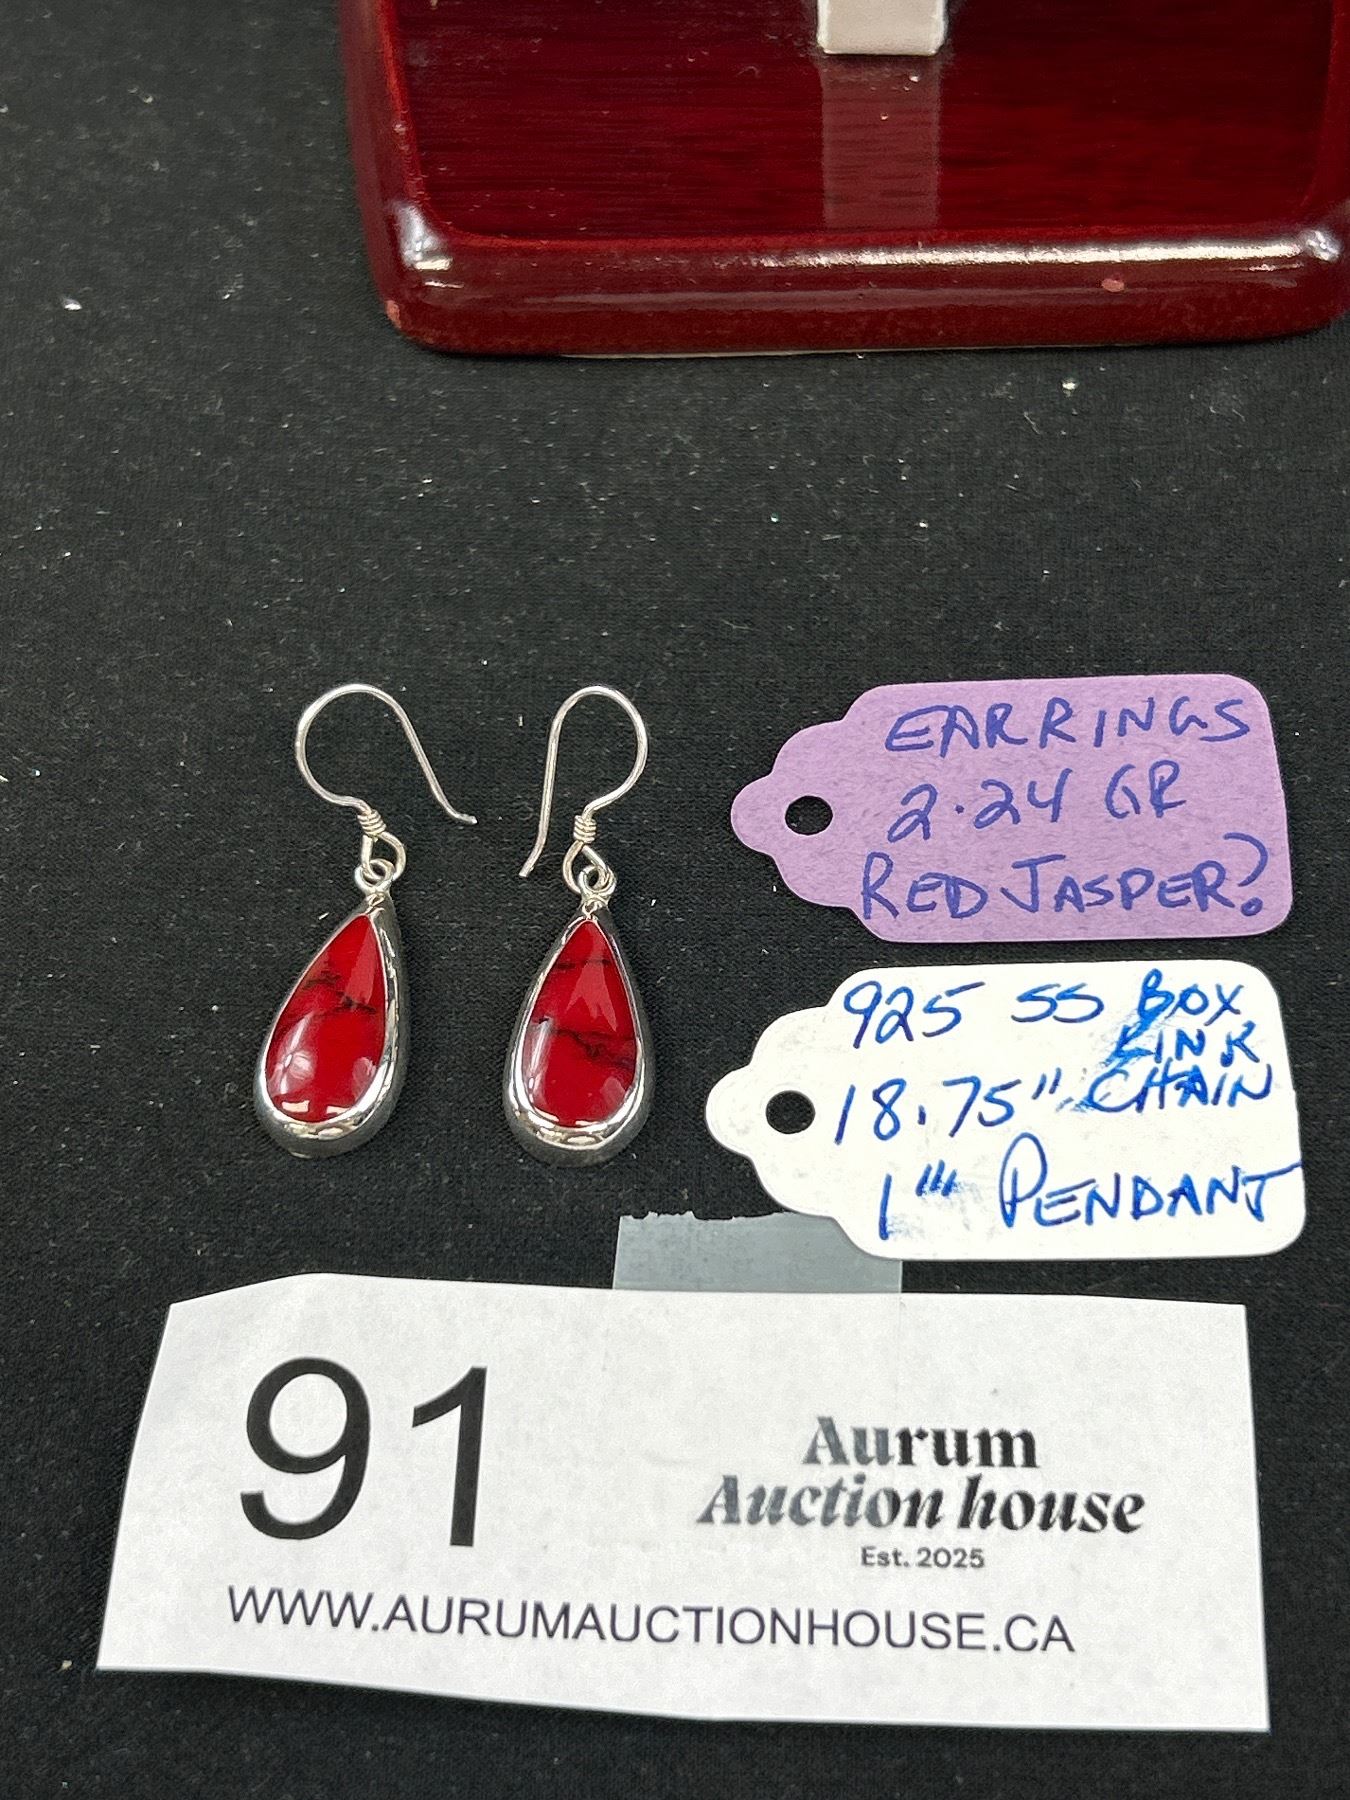 EARRINGS
2.24 GR
RED JASPER?
925 SS BOX
LINK
18.75" CHAIN
1"' PENDANT
91
Aurum
Auction house
Est. 2025
WWW.AURUMAUCTIONHOUSE.CA